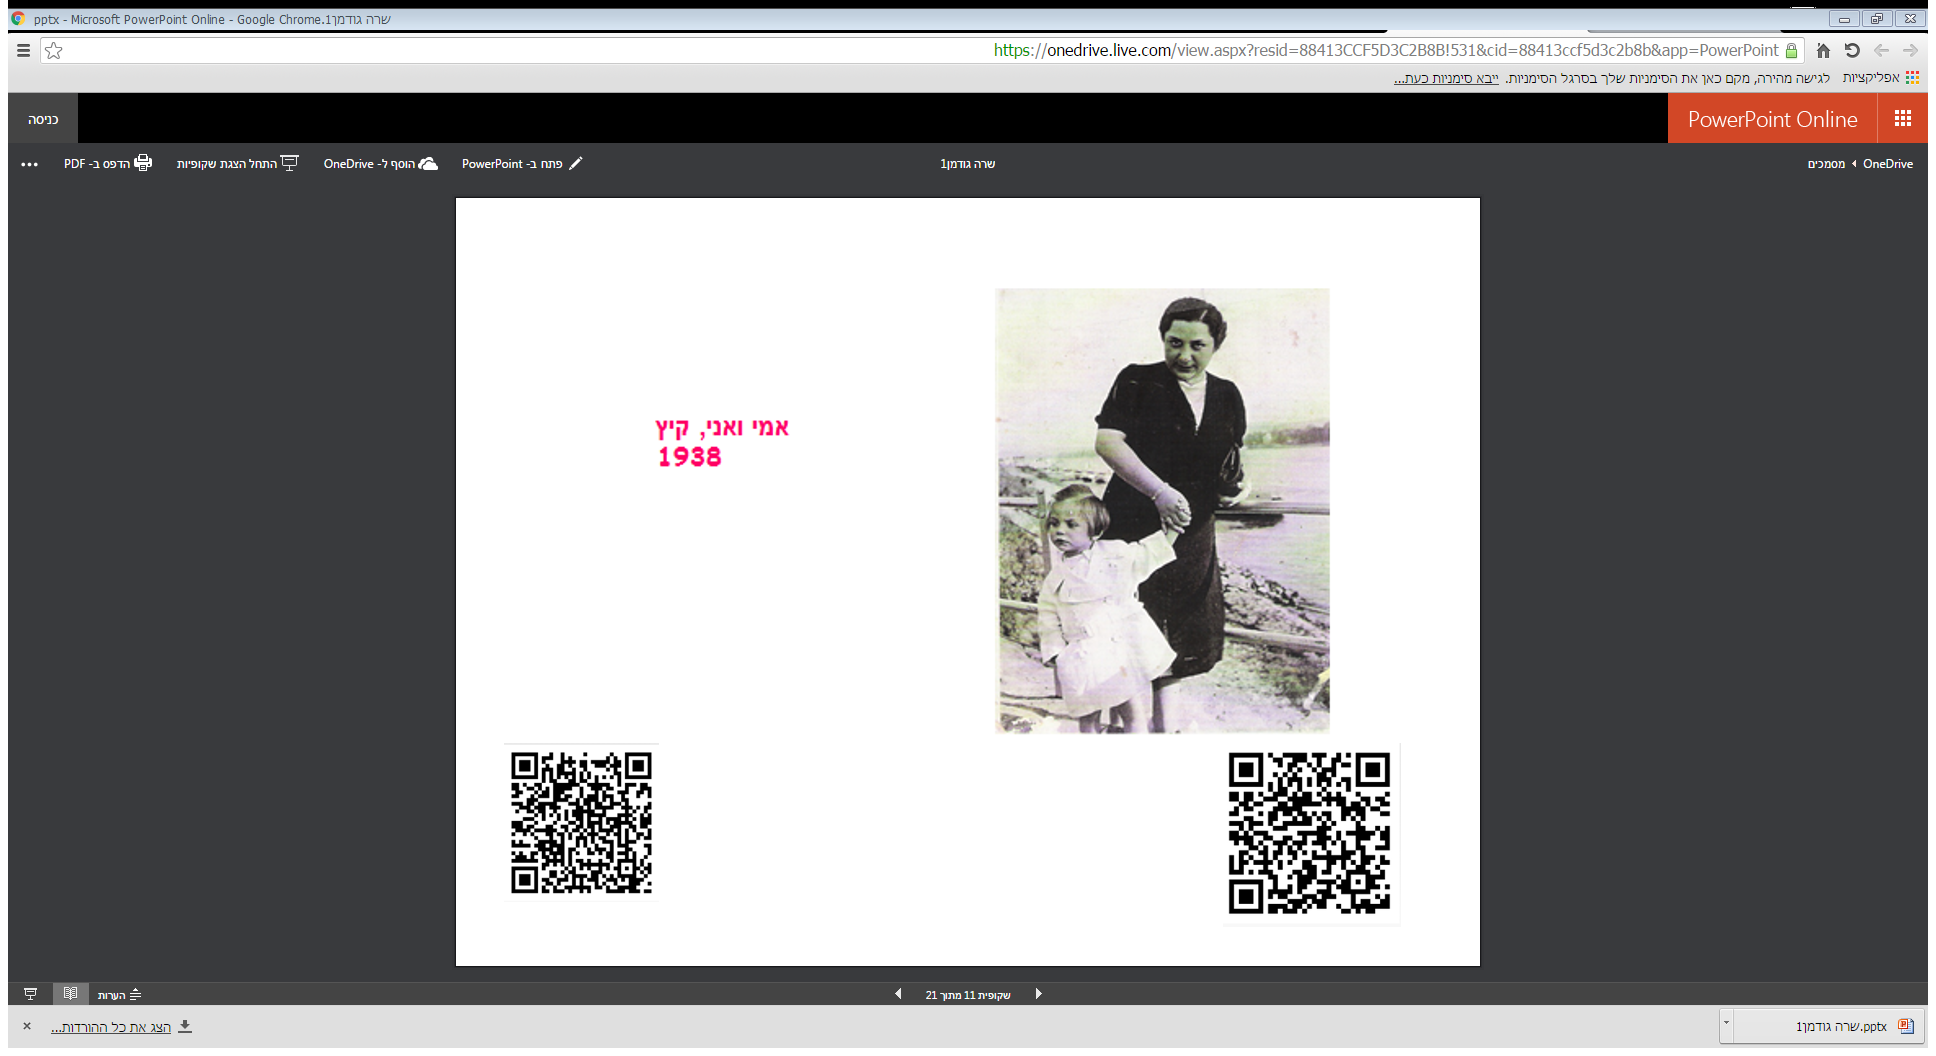 שרה גודמן1.pptx - Microsoft PowerPoint Online - Google Chrome
https://onedrive.live.com/view.aspx?resid=88413CCF5D3C2B8B!531&cid=88413ccf5d3c2b8b&app=PowerPoint
אפליקציות לגישה מהירה, מקם כאן את הסימניות שלך בסרגל הסימניות. ייבא סימניות כעת...
PowerPoint Online כניסה
OneDrive מסמכים שרה גודמן1 פתח ב- PowerPoint הוסף ל- OneDrive התחל הצגת שקופיות הדפס ב- PDF
אמי ואני, קיץ
1938
שקופית 11 מתוך 21 הערות
שרה גודמן1.pptx הצג את כל ההורדות...